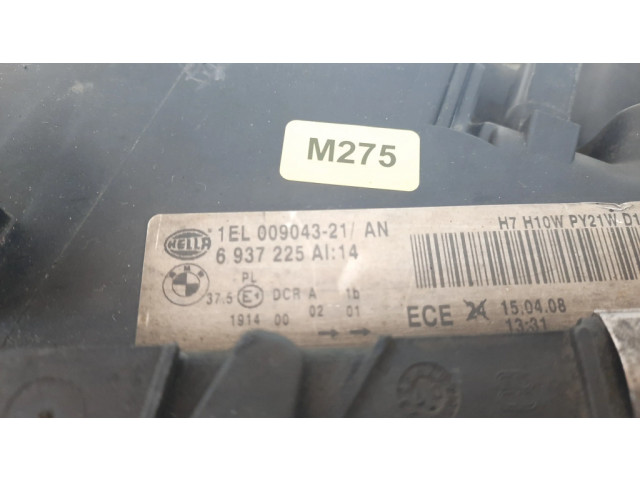 M275
HELLA
1EL 009043-21/ AN
6 937 225 AI:14
H7 H10W PY21W D1
BMW
PL
37.5 E1 DCR A 1b
1914 00 02 01
ECE
15.04.08
13:31